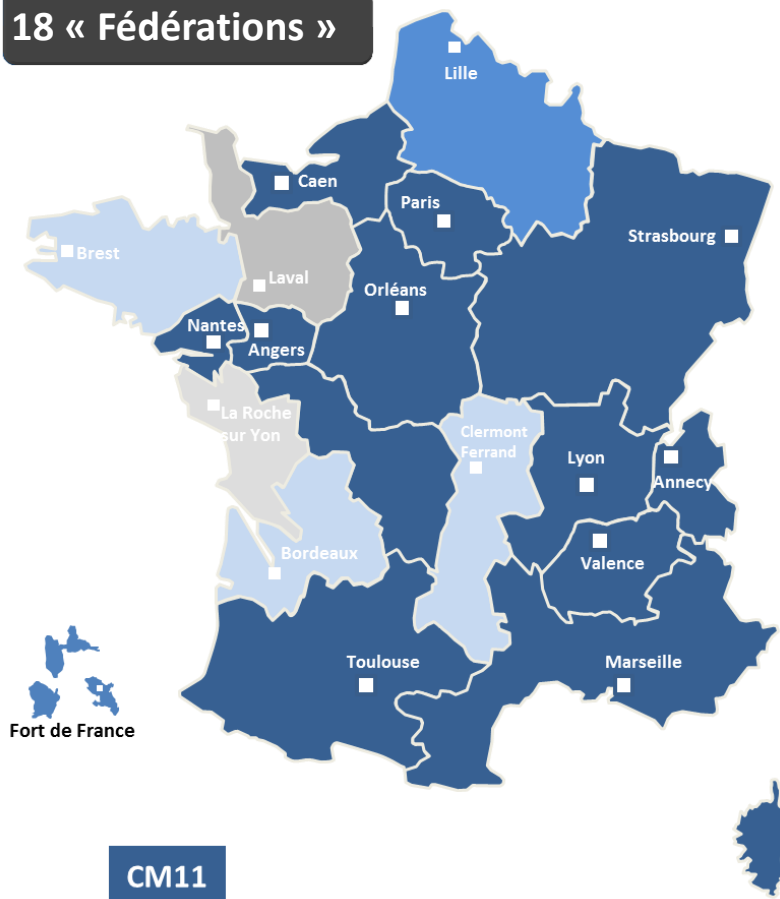 18 « Fédérations »
Lille
Caen
Paris
Strasbourg
Brest
Laval
Orléans
Nantes
Angers
La Roche
sur Yon
Clermont
Ferrand
Lyon
Annecy
Bordeaux
Valence
Toulouse
Marseille
Fort de France
CM11